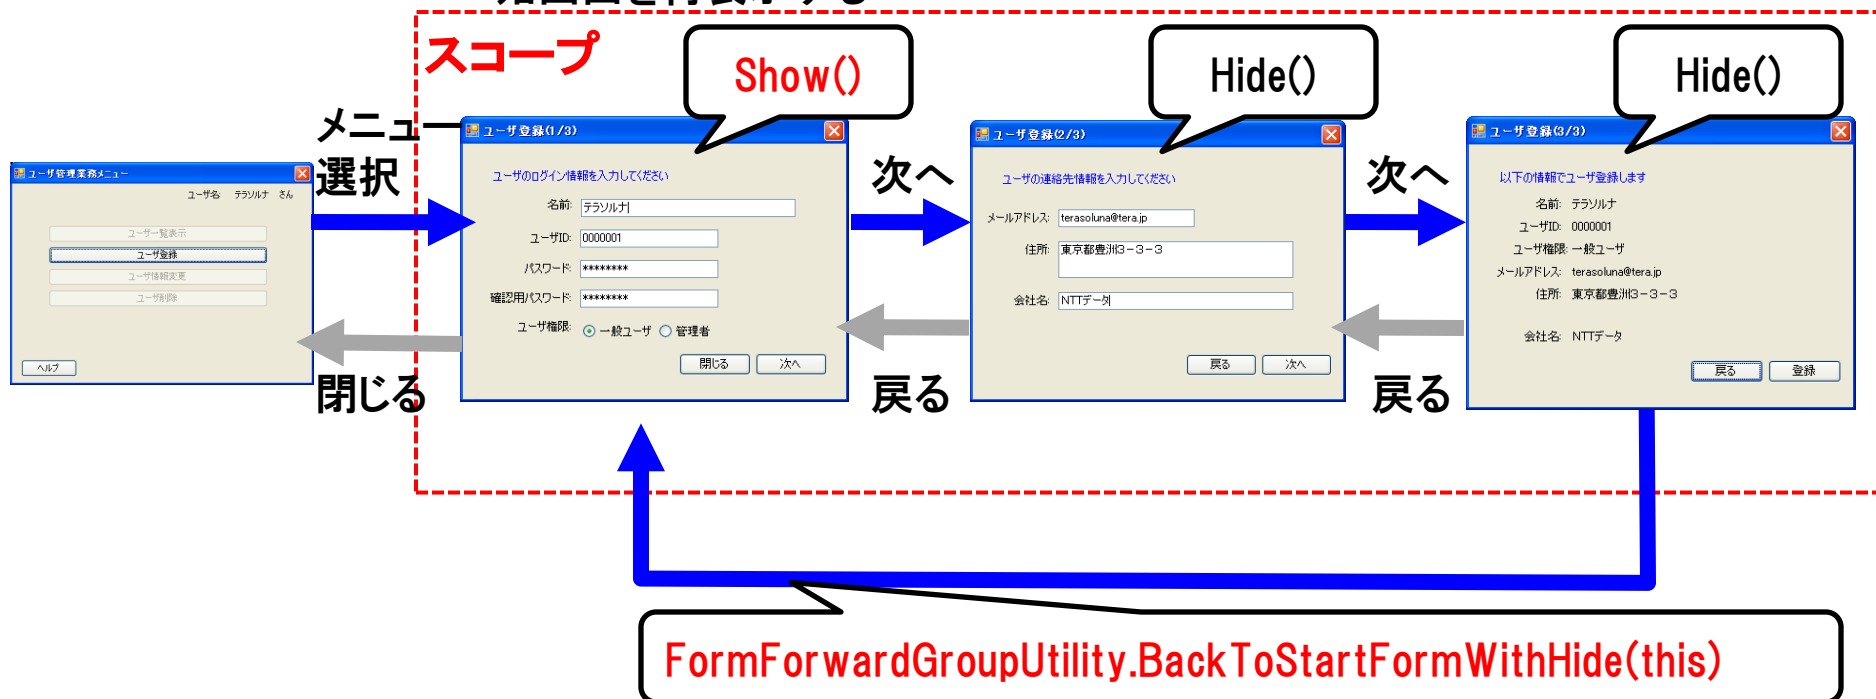 スコープ
Show()
Hide()
Hide()
メニュー
選択
次へ
次へ
閉じる
戻る
戻る
ユーザ管理業務メニュー
ユーザ名: テラソルナ さん
ユーザ一覧表示
ユーザ登録
ユーザ情報変更
ユーザ削除
ヘルプ
ユーザ登録(1/3)
ユーザのログイン情報を入力してください
名前: テラソルナ
ユーザID: 0000001
パスワード: ********
確認用パスワード: ********
ユーザ権限: 一般ユーザ 管理者
閉じる 次へ
ユーザ登録(2/3)
ユーザの連絡先情報を入力してください
メールアドレス: terasoluna@tera.jp
住所: 東京都豊洲3-3-3
会社名: NTTデータ
戻る 次へ
ユーザ登録(3/3)
以下の情報でユーザ登録します
名前: テラソルナ
ユーザID: 0000001
ユーザ権限: 一般ユーザ
メールアドレス: terasoluna@tera.jp
住所: 東京都豊洲3-3-3
会社名: NTTデータ
戻る 登録
FormForwardGroupUtility.BackToStartFormWithHide(this)